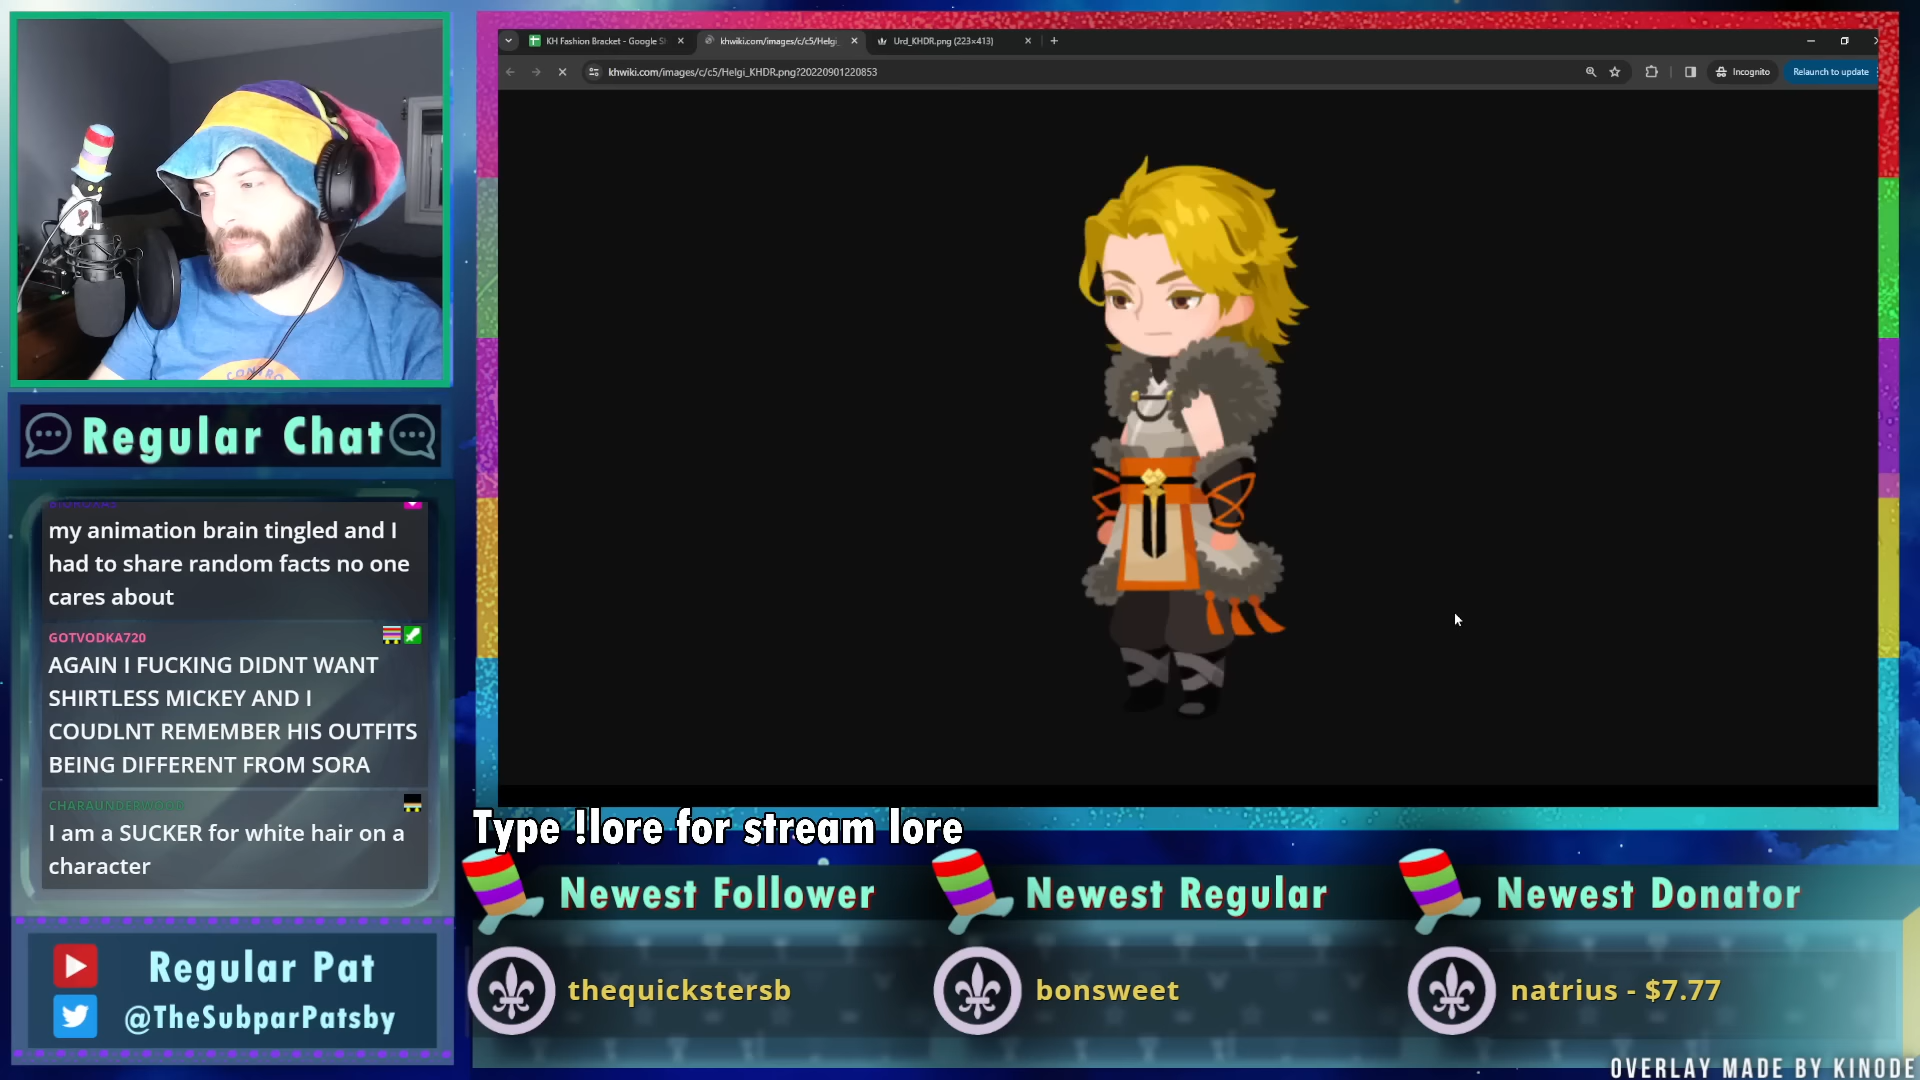 KH Fashion Bracket - Google S
khwiki.com/images/c/c5/Helgi
Urd_KHDR.png (223×413)
khwiki.com/images/c/c5/Helgi_KHDR.png?20220901220853
Incognito
Relaunch to update
CONTRO
Regular Chat
my animation brain tingled and I
had to share random facts no one
cares about
GOTVODKA720
AGAIN I FUCKING DIDNT WANT
SHIRTLESS MICKEY AND I
COUDLNT REMEMBER HIS OUTFITS
BEING DIFFERENT FROM SORA
I am a SUCKER for white hair on a
character
Regular Pat
@TheSubparPatsby
Type !lore for stream lore
Newest Follower
thequickstersb
Newest Regular
bonsweet
Newest Donator
natrius - $7.77
OVERLAY MADE BY KINODE